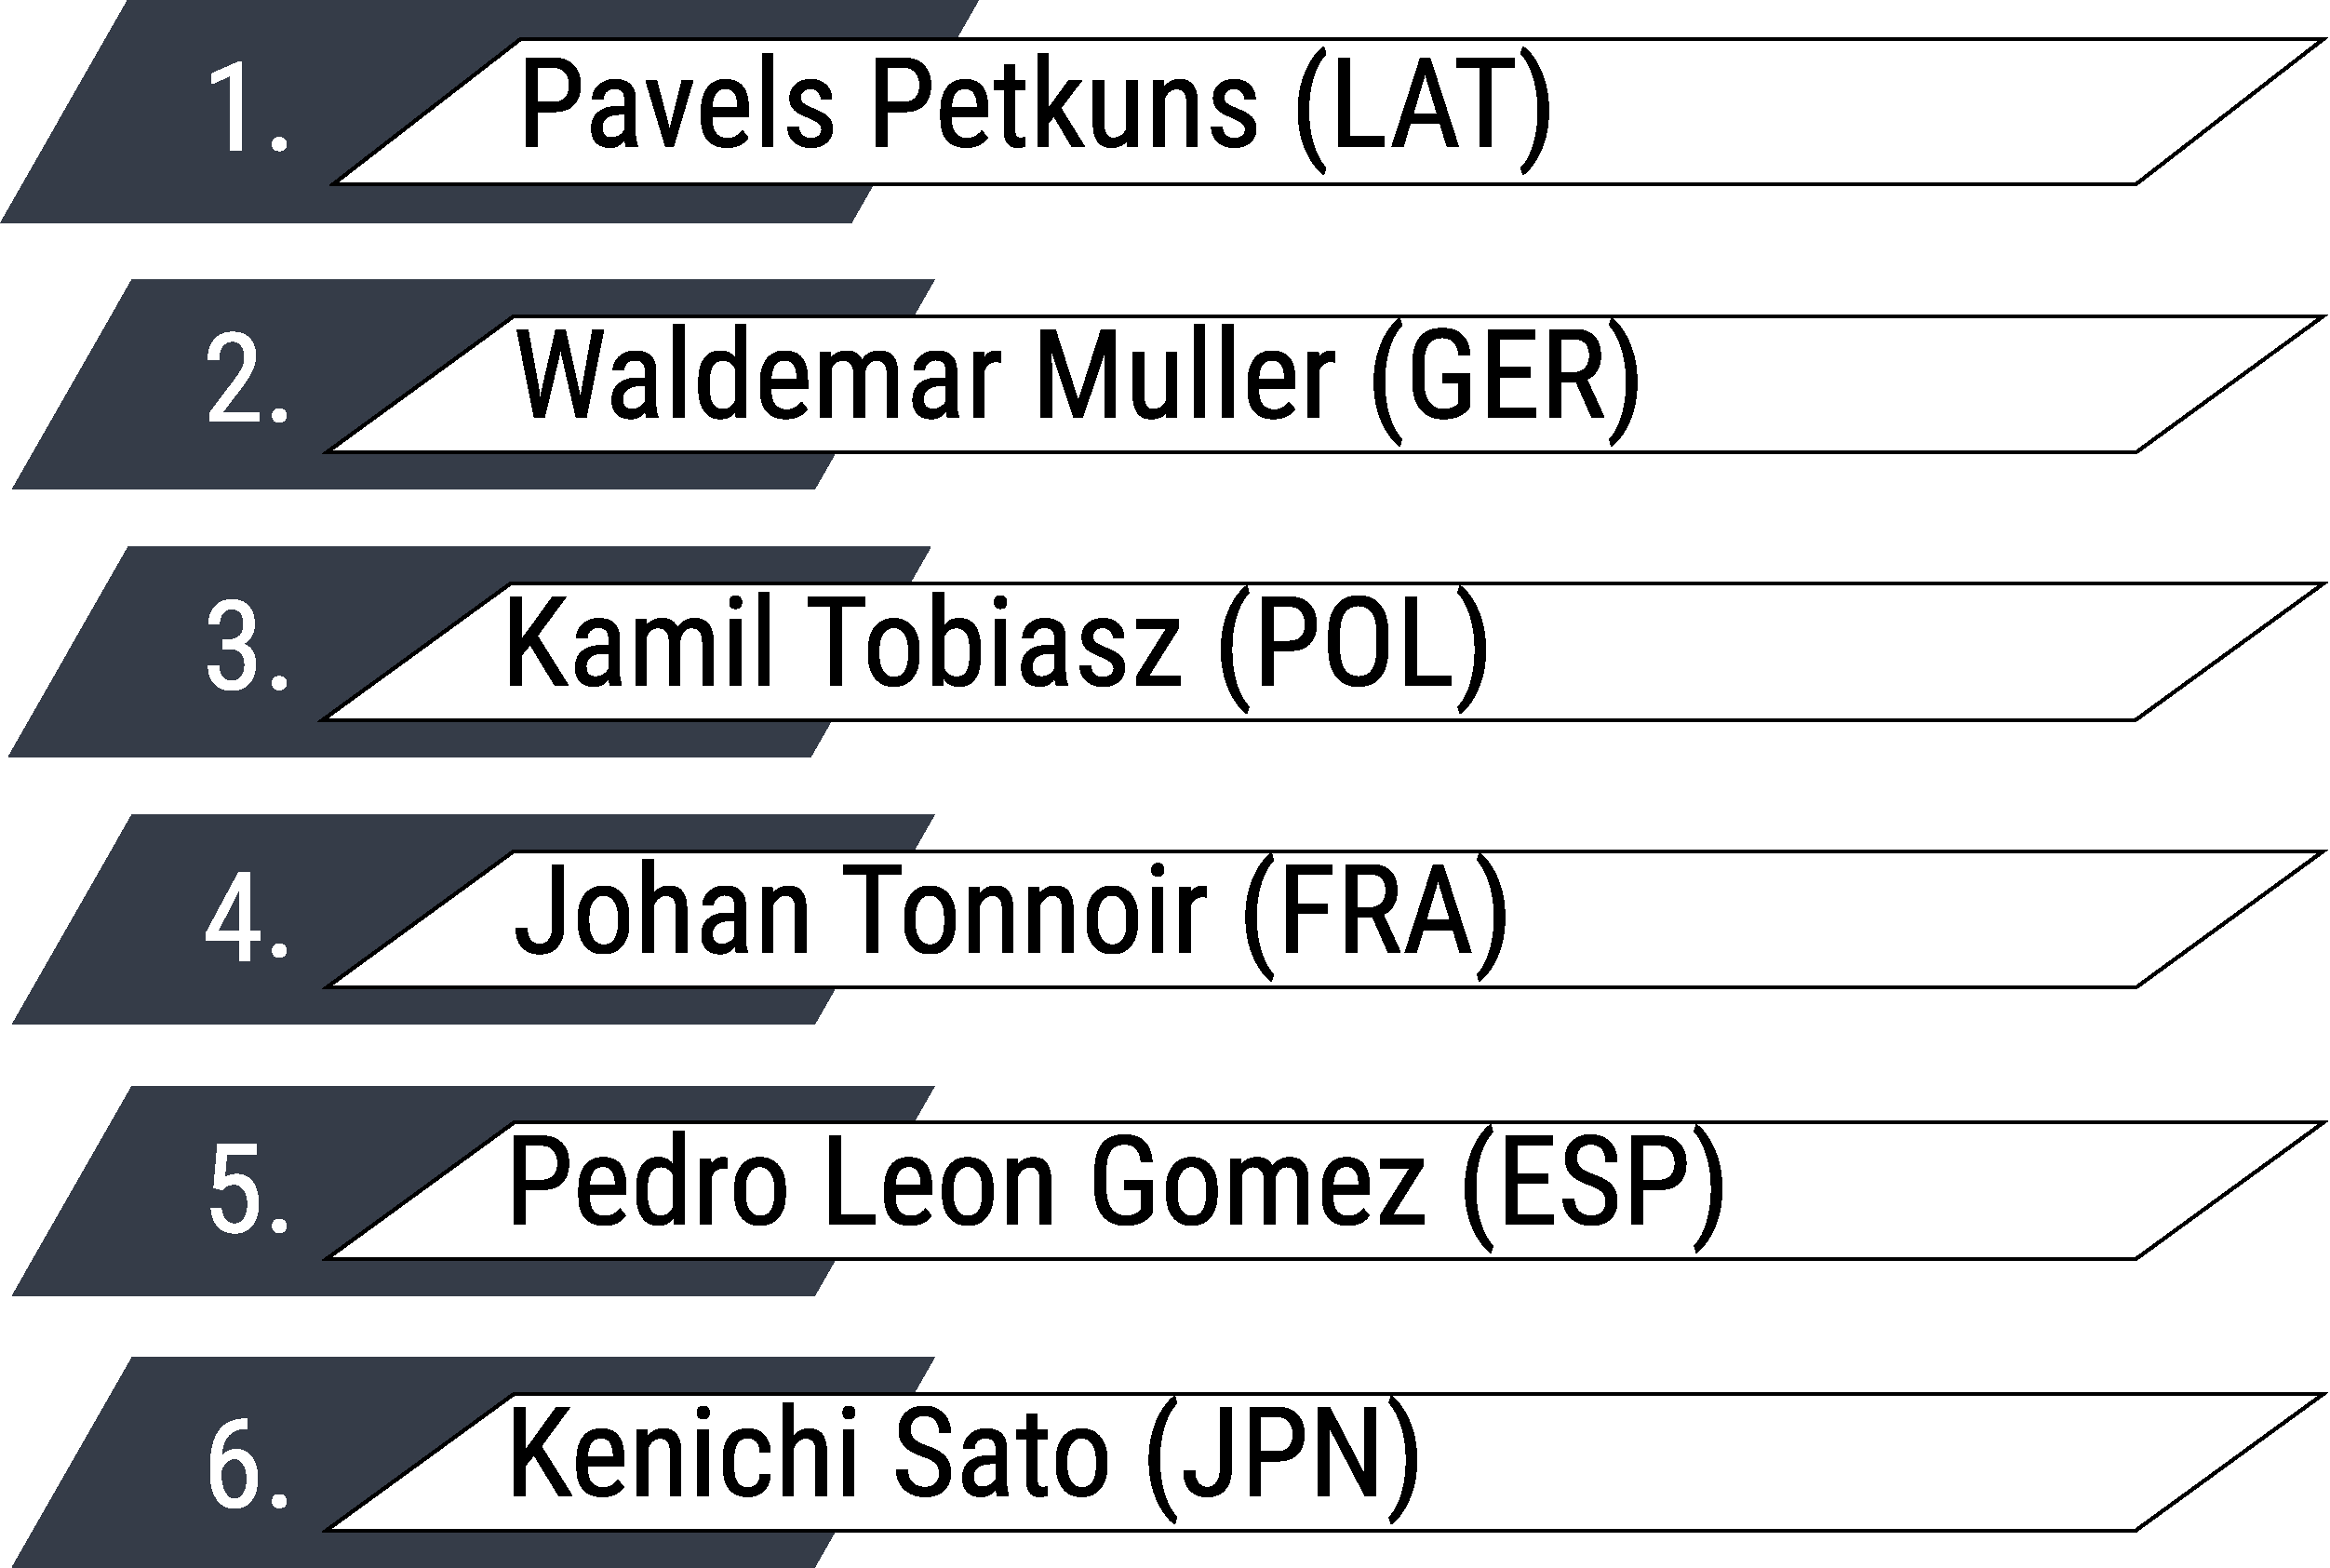 1. Pavels Petkuns (LAT)
2. Waldemar Muller (GER)
3. Kamil Tobiasz (POL)
4. Johan Tonnoir (FRA)
5. Pedro Leon Gomez (ESP)
6. Kenichi Sato (JPN)